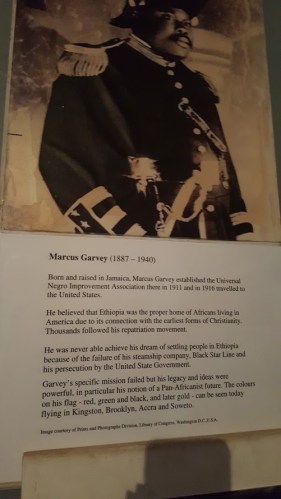 Marcus Garvey (1887 – 1940)
Born and raised in Jamaica, Marcus Garvey established the Universal
Negro Improvement Association there in 1911 and in 1916 travelled to
the United States.
He believed that Ethiopia was the proper home of Africans living in
America due to its connection with the earliest forms of Christianity.
Thousands followed his repatriation movement.
He was never able achieve his dream of settling people in Ethiopia
because of the failure of his steamship company, Black Star Line and
his persecution by the United State Government.
Garvey's specific mission failed but his legacy and ideas were
powerful, in particular his notion of a Pan-Africanist future. The colours
on his flag - red, green and black, and later gold - can be seen today
flying in Kingston, Brooklyn, Accra and Soweto.
Image courtesy of Prints and Photographs Division, Library of Congress, Washington D.C. U.S.A.